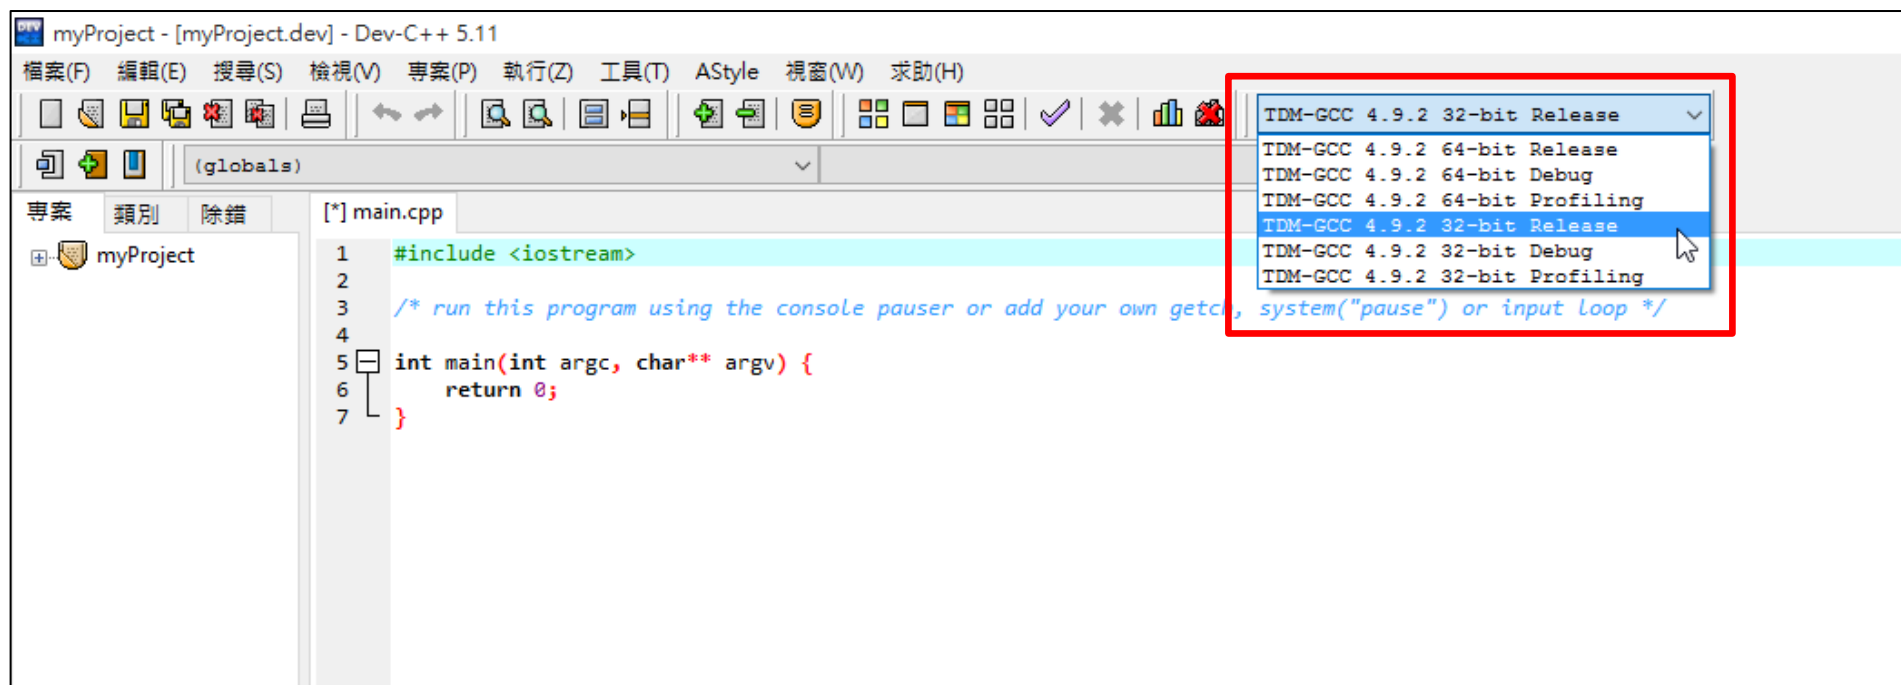 myProject - [myProject.dev] - Dev-C++ 5.11
檔案(F) 編輯(E) 搜尋(S) 檢視(V) 專案(P) 執行(Z) 工具(T) AStyle 視窗(W) 求助(H)
TDM-GCC 4.9.2 32-bit Release
TDM-GCC 4.9.2 64-bit Release
TDM-GCC 4.9.2 64-bit Debug
TDM-GCC 4.9.2 64-bit Profiling
TDM-GCC 4.9.2 32-bit Release
TDM-GCC 4.9.2 32-bit Debug
TDM-GCC 4.9.2 32-bit Profiling
(globals)
專案 類別 除錯
[*] main.cpp
myProject
1 #include <iostream>
2
3 /* run this program using the console pauser or add your own getch, system("pause") or input loop */
4
5 int main(int argc, char** argv) {
6 return 0;
7 }